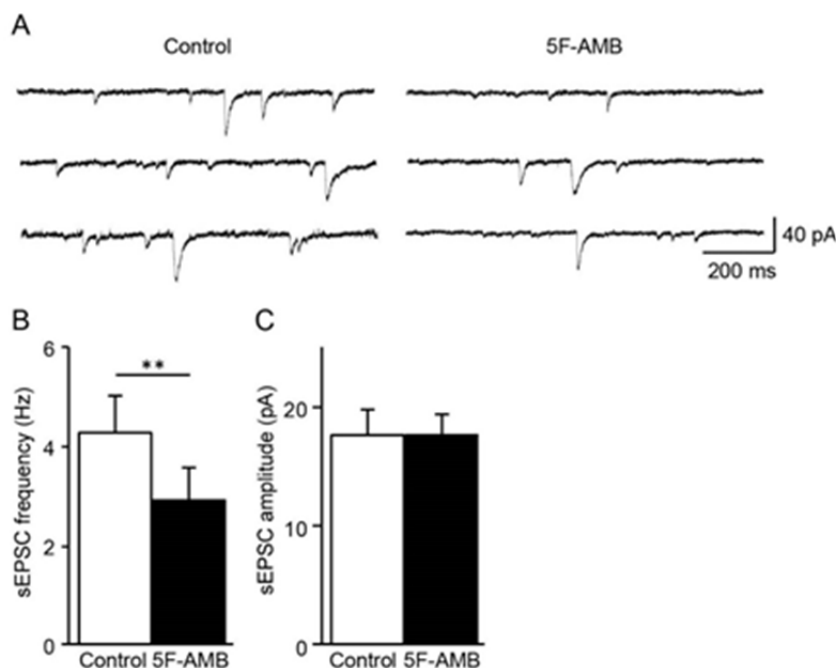 A
Control 5F-AMB
40 pA
200 ms
B C
6
4
2
0
sEPSC frequency (Hz)
**
Control 5F-AMB
20
10
0
sEPSC amplitude (pA)
Control 5F-AMB